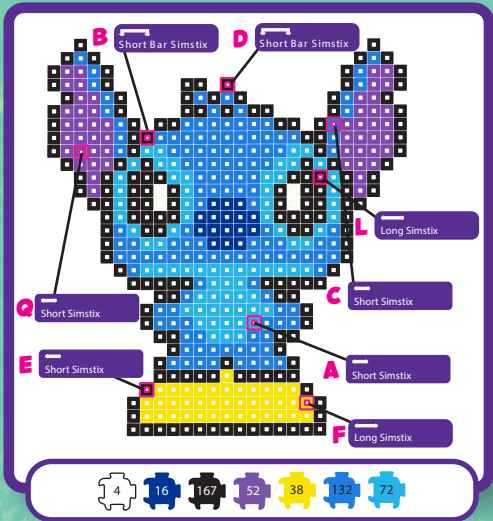 B
Short Bar Simstix
D
Short Bar Simstix
L
Long Simstix
Q
Short Simstix
C
Short Simstix
E
Short Simstix
A
Short Simstix
F
Long Simstix
4 16 167 52 38 132 72